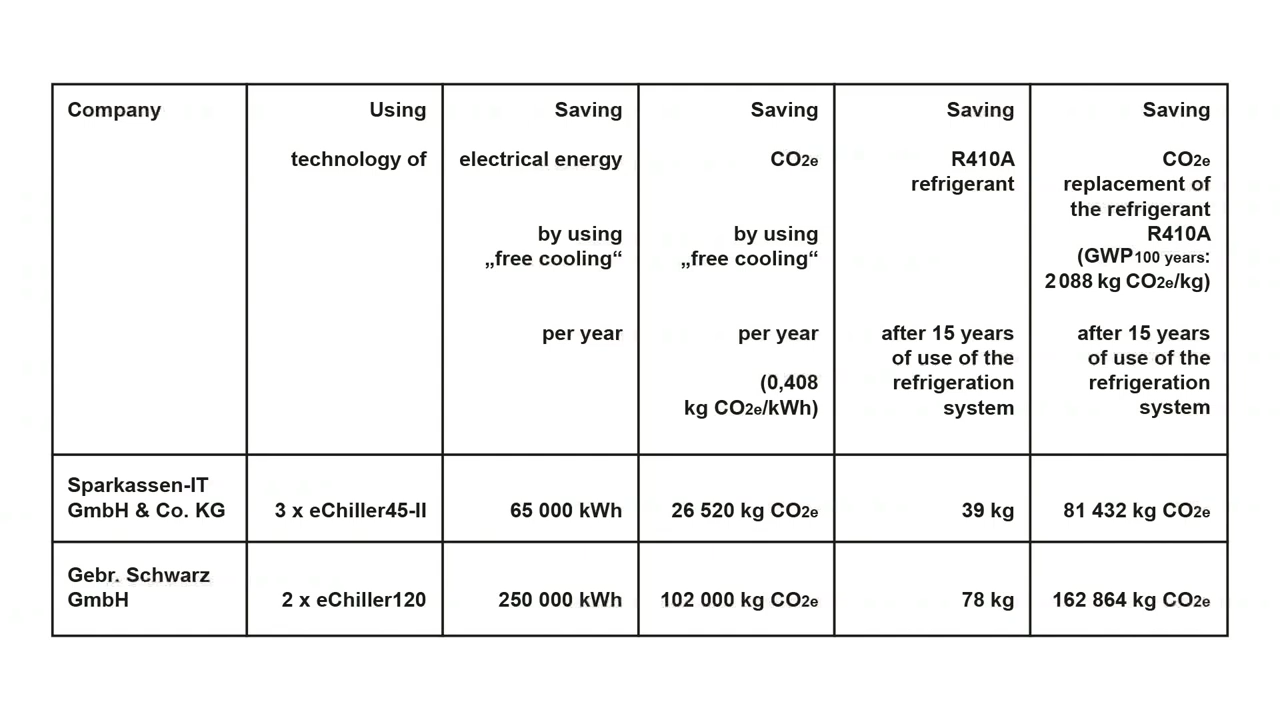 Company
Using
technology of
Saving
electrical energy
by using
„free cooling“
per year
Saving
CO2e
by using
„free cooling“
per year
(0,408
kg CO2e/kWh)
Saving
R410A
refrigerant
after 15 years
of use of the
refrigeration
system
Saving
CO2e
replacement of
the refrigerant
R410A
(GWP100 years:
2 088 kg CO2e/kg)
after 15 years
of use of the
refrigeration
system
Sparkassen-IT
GmbH & Co. KG
3 x eChiller45-II
65 000 kWh
26 520 kg CO2e
39 kg
81 432 kg CO2e
Gebr. Schwarz
GmbH
2 x eChiller120
250 000 kWh
102 000 kg CO2e
78 kg
162 864 kg CO2e